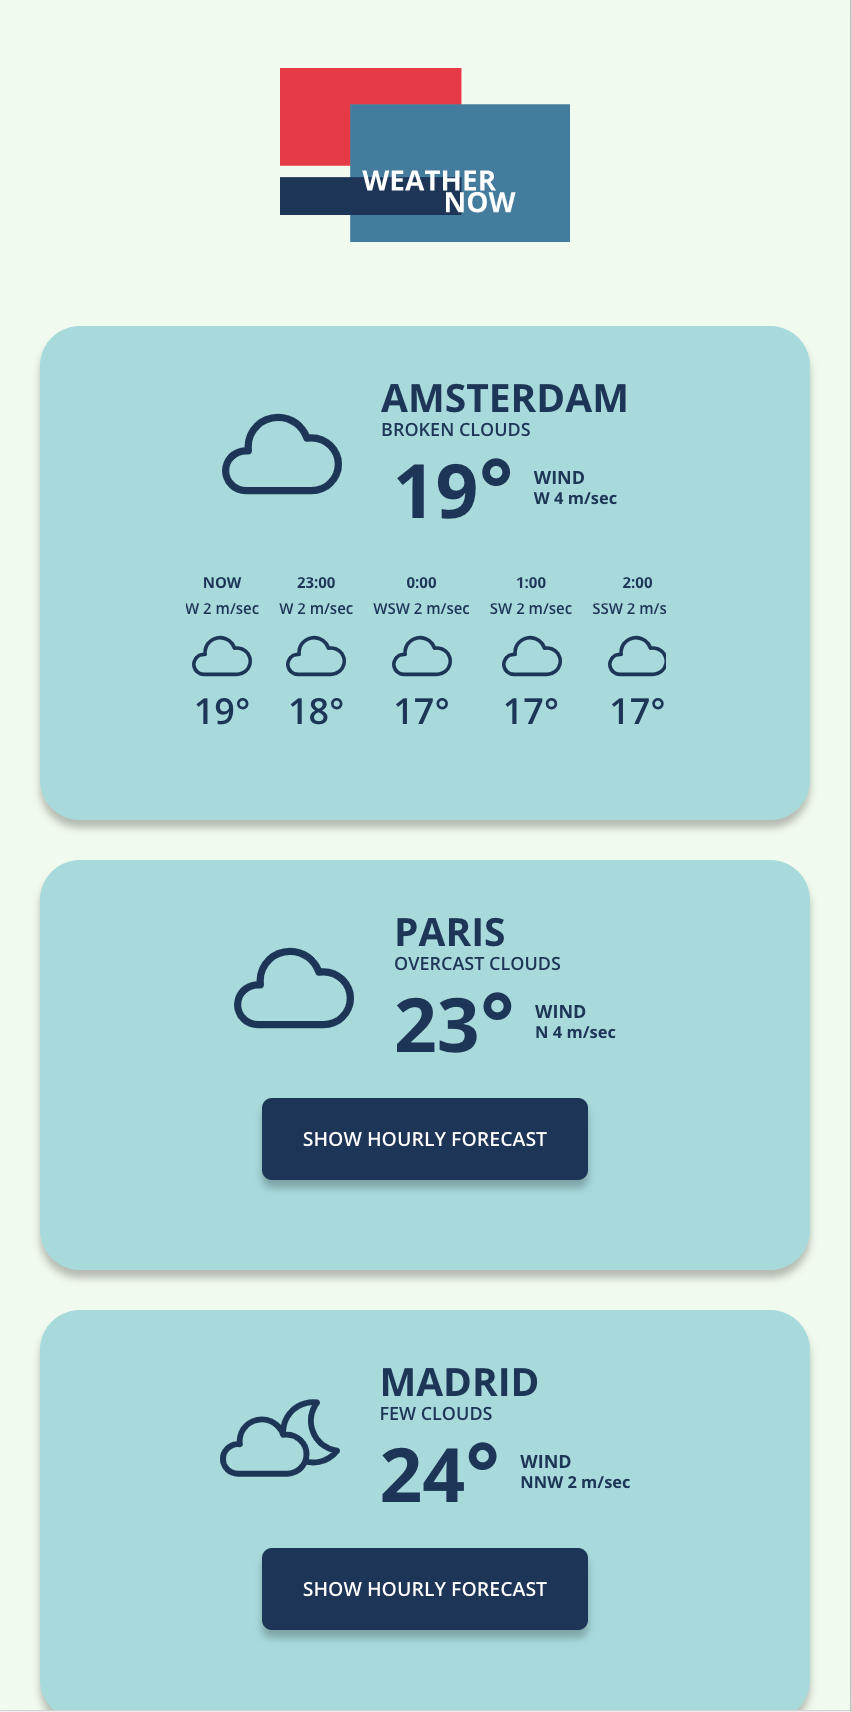 WEATHER
NOW
AMSTERDAM
BROKEN CLOUDS
19°
WIND
W 4 m/sec
NOW 23:00 0:00 1:00 2:00
W 2 m/sec W 2 m/sec WSW 2 m/sec SW 2 m/sec SSW 2 m/s
19° 18° 17° 17° 17°
PARIS
OVERCAST CLOUDS
23°
WIND
N 4 m/sec
SHOW HOURLY FORECAST
MADRID
FEW CLOUDS
24°
WIND
NNW 2 m/sec
SHOW HOURLY FORECAST